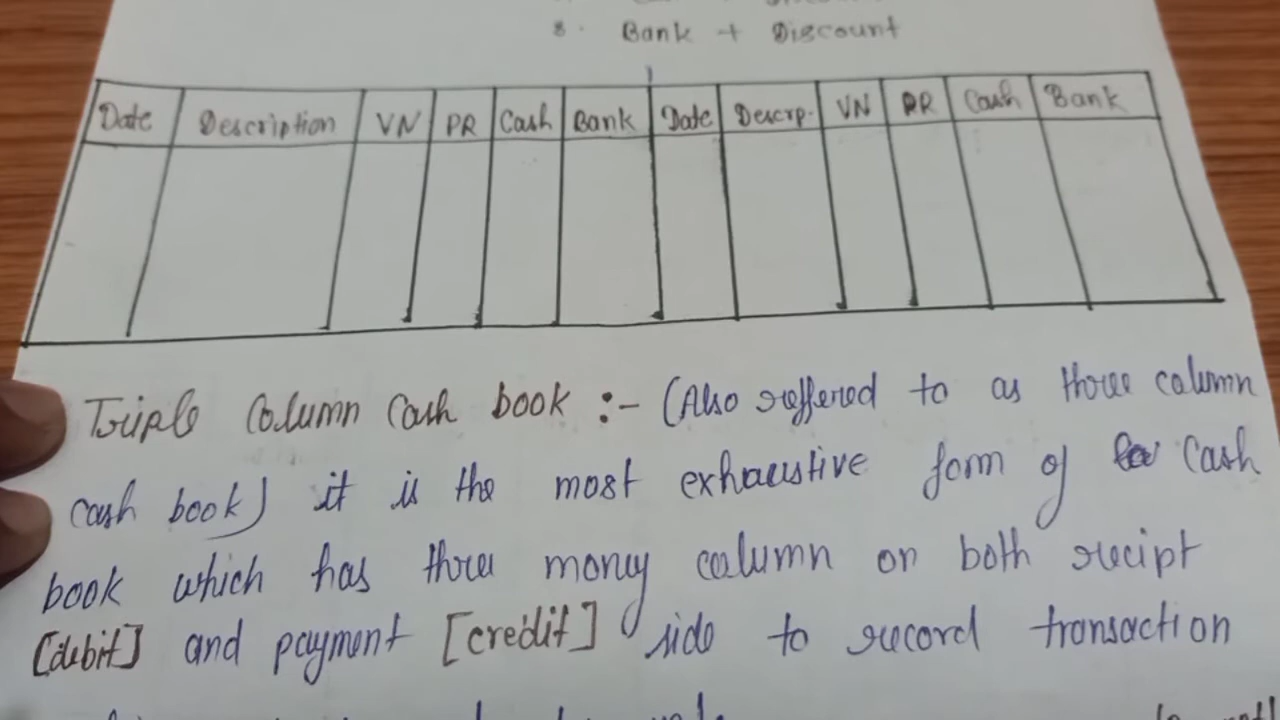 8. Bank + Discount
Date Description VN PR Cash Bank Date Descrp. VN PR Cash Bank
Triple Column Cash book :- (Also reffered to as three column
cash book) it is the most exhaustive form of Cash
book which has three money column on both recipt
[debit] and payment [credit] side to record transaction